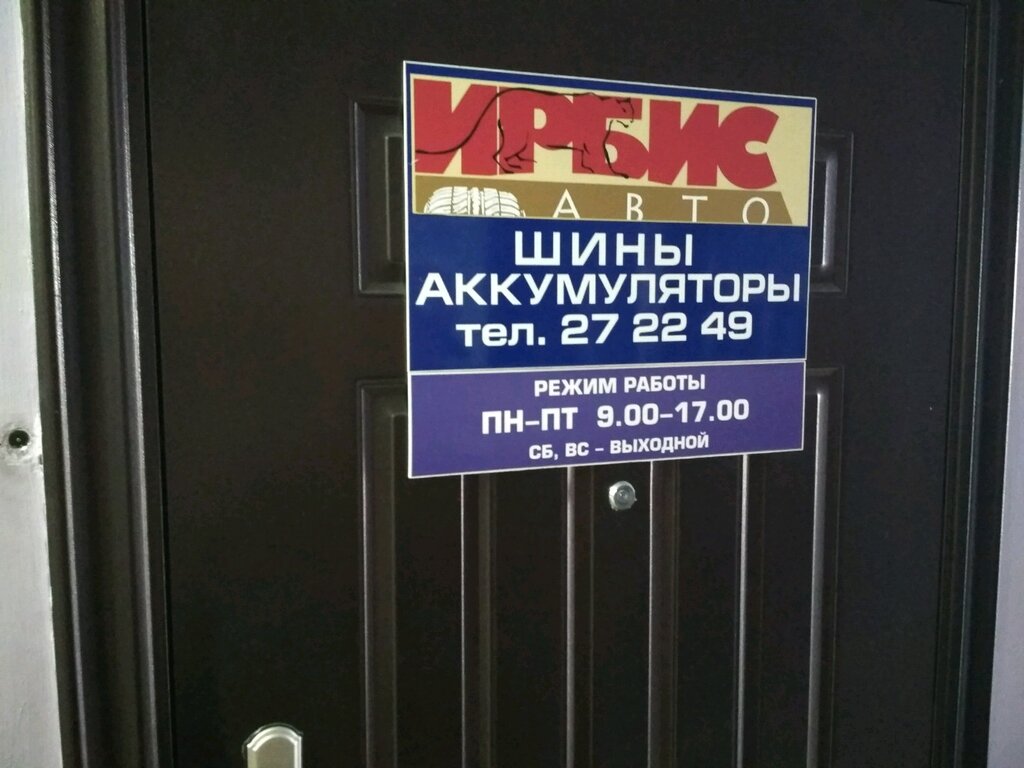 ИРБИС
АВТО
ШИНЫ
АККУМУЛЯТОРЫ
тел. 27 22 49
РЕЖИМ РАБОТЫ
ПН-ПТ 9.00-17.00
СБ, ВС - ВЫХОДНОЙ